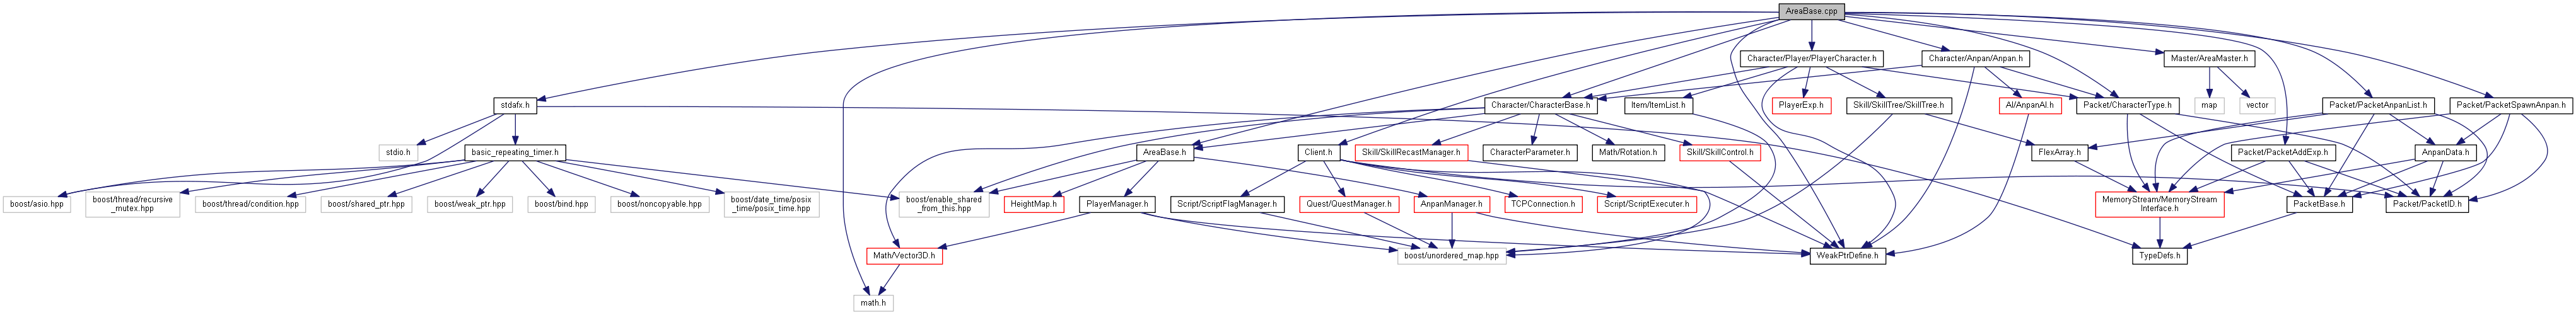 AreaBase.cpp
Character/Player/PlayerCharacter.h
Character/Anpan/Anpan.h
Master/AreaMaster.h
stdafx.h
Character/CharacterBase.h
Item/ItemList.h
PlayerExp.h
Skill/SkillTree/SkillTree.h
AI/AnpanAI.h
Packet/CharacterType.h
map
vector
Packet/PacketAnpanList.h
Packet/PacketSpawnAnpan.h
stdio.h
basic_repeating_timer.h
AreaBase.h
Client.h
Skill/SkillRecastManager.h
CharacterParameter.h
Math/Rotation.h
Skill/SkillControl.h
FlexArray.h
Packet/PacketAddExp.h
AnpanData.h
boost/asio.hpp
boost/thread/recursive
_mutex.hpp
boost/thread/condition.hpp
boost/shared_ptr.hpp
boost/weak_ptr.hpp
boost/bind.hpp
boost/noncopyable.hpp
boost/date_time/posix
_time/posix_time.hpp
boost/enable_shared
_from_this.hpp
HeightMap.h
PlayerManager.h
Script/ScriptFlagManager.h
Quest/QuestManager.h
AnpanManager.h
TCPConnection.h
Script/ScriptExecuter.h
MemoryStream/MemoryStream
Interface.h
PacketBase.h
Packet/PacketID.h
Math/Vector3D.h
boost/unordered_map.hpp
WeakPtrDefine.h
TypeDefs.h
math.h